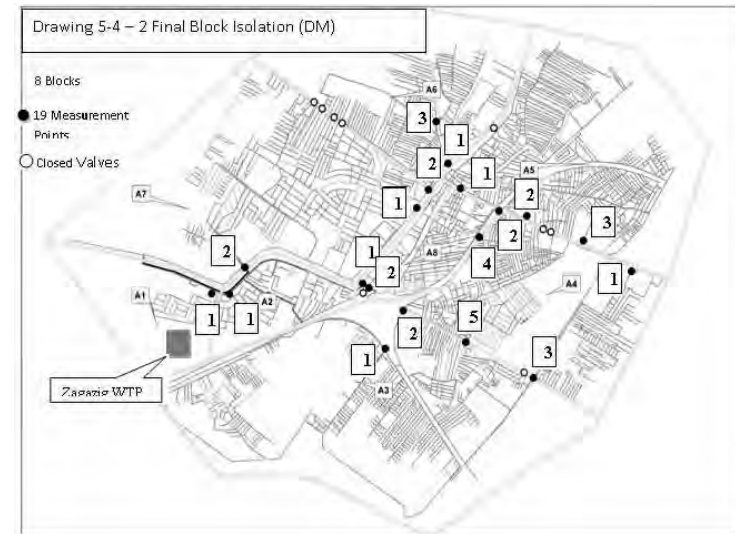 Drawing 5-4 – 2 Final Block Isolation (DM)
8 Blocks
19 Measurement
Points
Closed Valves
A6
3
1
2
1
A5
A7
1
2
3
2
2
1
A8
4
2
A4
1
A1
A2
1
1
5
2
3
1
Zagazig WTP
A3